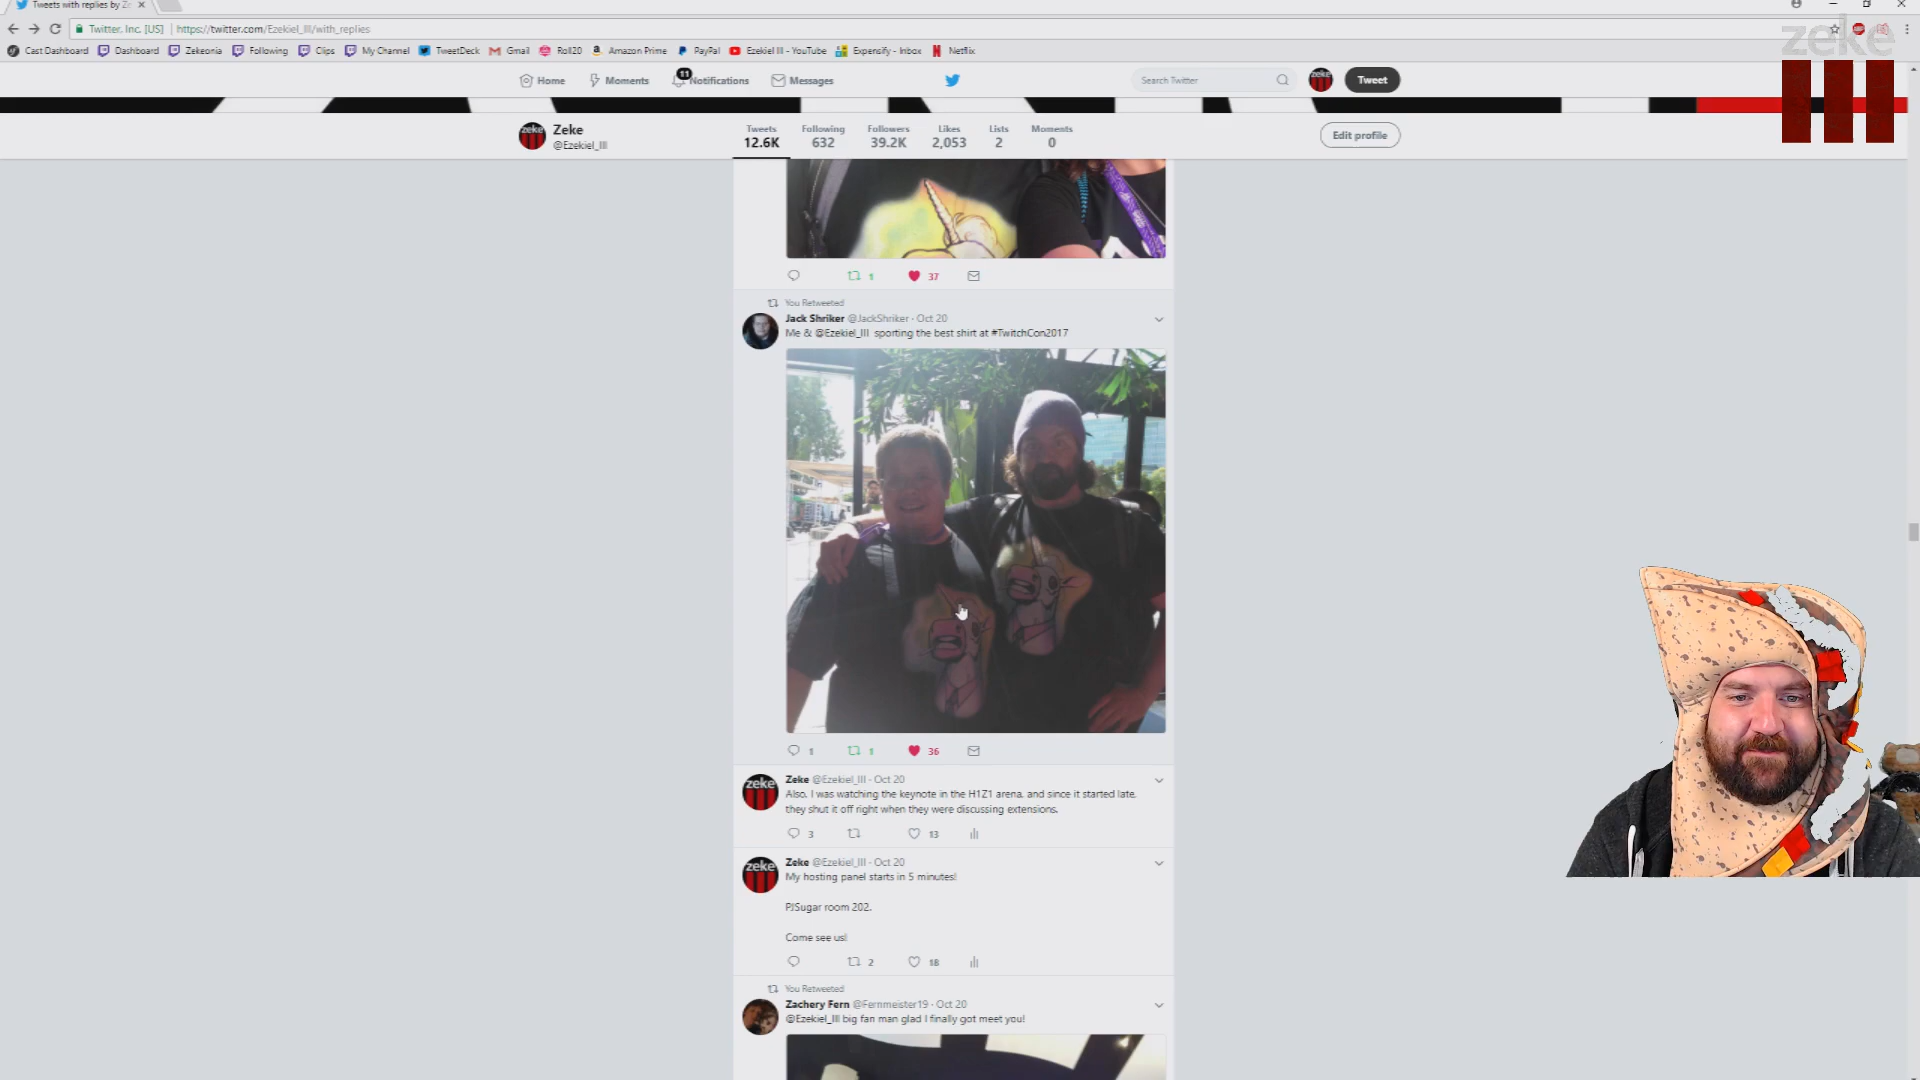 Tweets with replies by Ze
Twitter, Inc. [US] https://twitter.com/Ezekiel_III/with_replies
Cast Dashboard Dashboard Zekeonia Following Clips My Channel TweetDeck Gmail Roll20 Amazon Prime PayPal Ezekiel III - YouTube Expensify - Inbox Netflix
zeke
Home Moments 11 Notifications Messages Search Twitter Tweet
Zeke
@Ezekiel_III
Tweets Following Followers Likes Lists Moments
12.6K 632 39.2K 2,053 2 0
Edit profile
1 37
You Retweeted
Jack Shriker @JackShriker · Oct 20
Me & @Ezekiel_III sporting the best shirt at #TwitchCon2017
1 1 36
zeke
Zeke @Ezekiel_III · Oct 20
Also, I was watching the keynote in the H1Z1 arena, and since it started late,
they shut it off right when they were discussing extensions.
3 13
zeke
Zeke @Ezekiel_III · Oct 20
My hosting panel starts in 5 minutes!
PJSugar room 202.
Come see us!
2 18
You Retweeted
Zachery Fern @Fernmeister19 · Oct 20
@Ezekiel_III big fan man glad I finally got meet you!